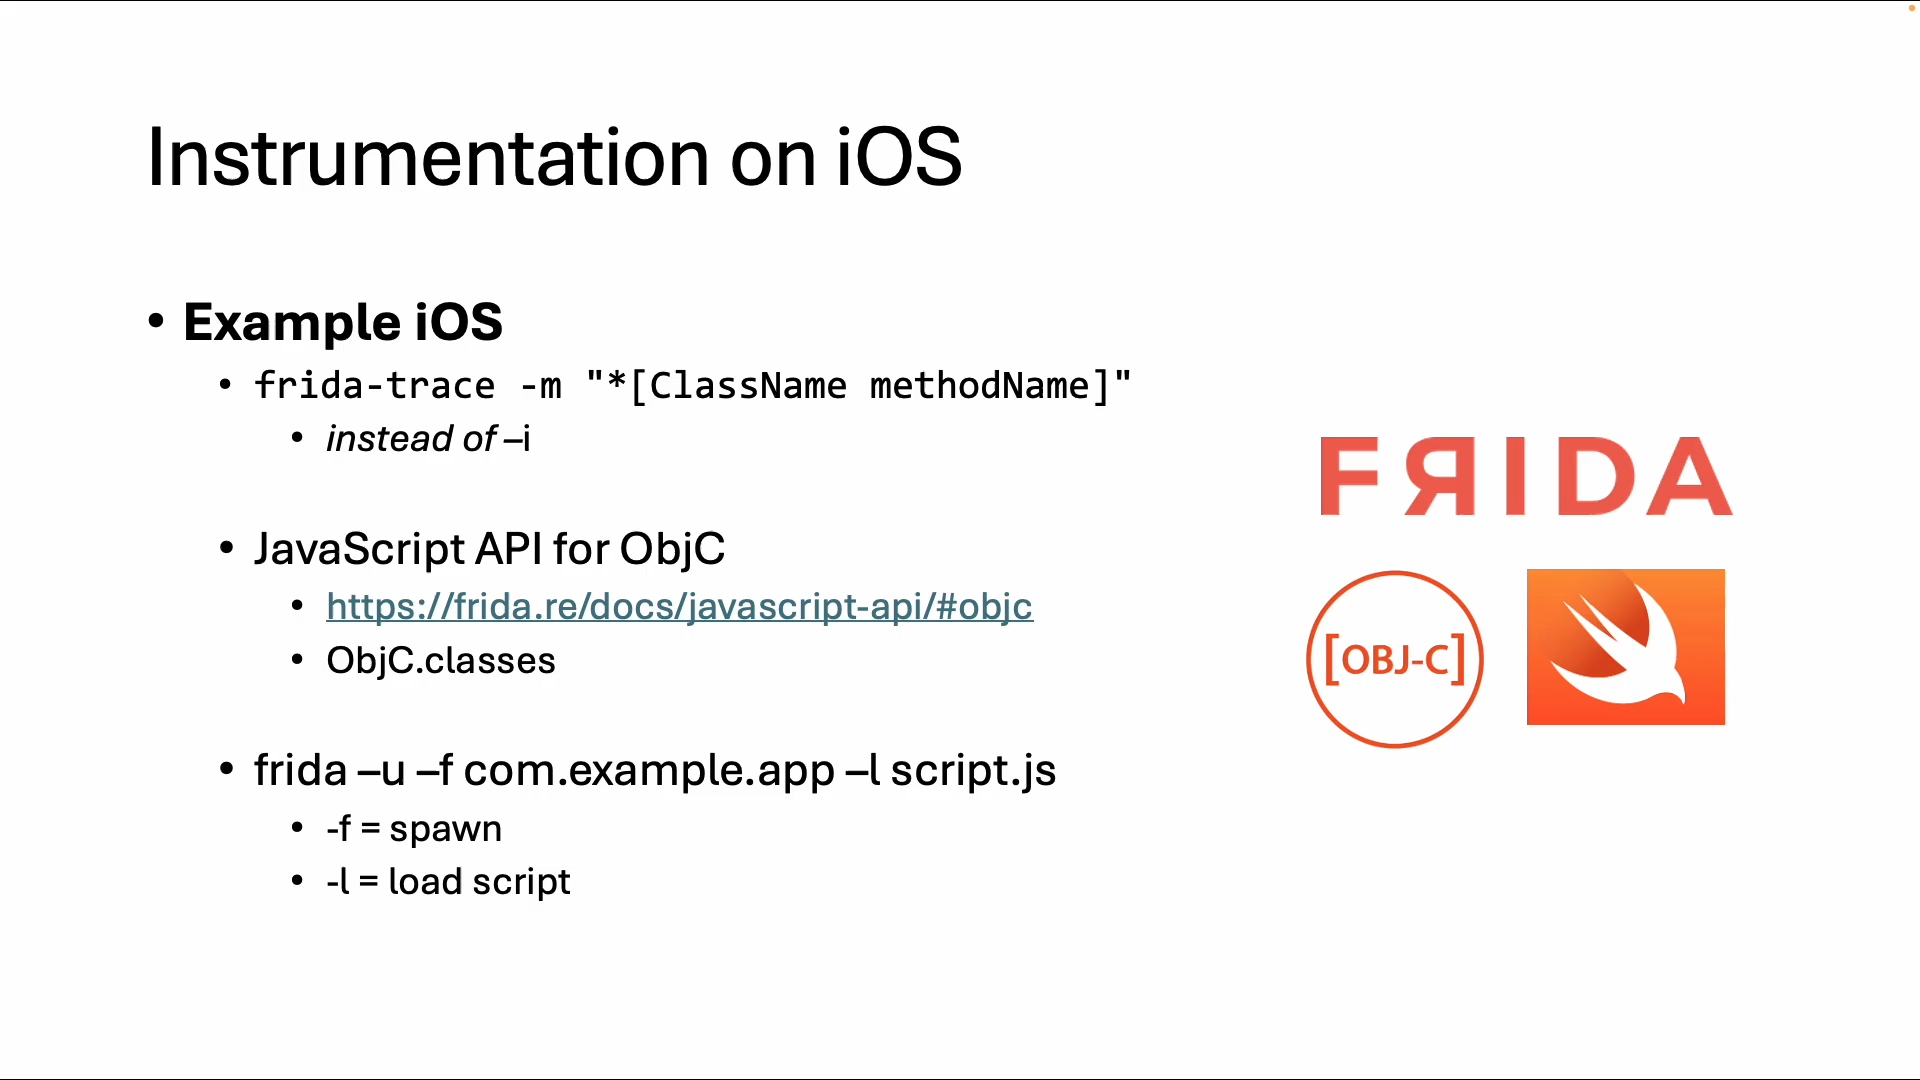 Instrumentation on iOS
• Example iOS
• frida-trace -m "*[ClassName methodName]"
• instead of –i
• JavaScript API for ObjC
• https://frida.re/docs/javascript-api/#objc
• ObjC.classes
• frida –u –f com.example.app –l script.js
• -f = spawn
• -l = load script
FRIDA
[OBJ-C]